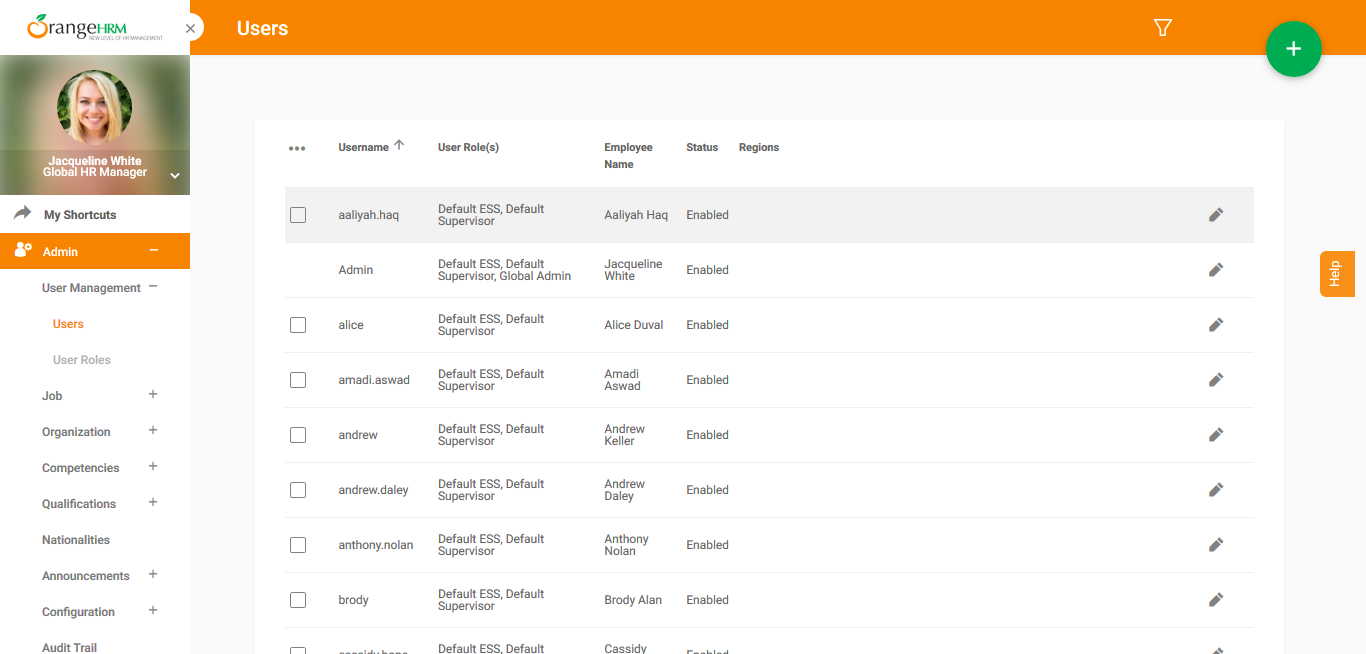 OrangeHRM
NEW LEVEL OF HR MANAGEMENT
Users
Jacqueline White
Global HR Manager
My Shortcuts
Admin
User Management
Users
User Roles
Job
Organization
Competencies
Qualifications
Nationalities
Announcements
Configuration
Audit Trail
Username User Role(s) Employee Status Regions
Name
aaliyah.haq Default ESS, Default Aaliyah Haq Enabled
Supervisor
Admin Default ESS, Default Jacqueline Enabled
Supervisor, Global Admin White
alice Default ESS, Default Alice Duval Enabled
Supervisor
amadi.aswad Default ESS, Default Amadi Enabled
Supervisor Aswad
andrew Default ESS, Default Andrew Enabled
Supervisor Keller
andrew.daley Default ESS, Default Andrew Enabled
Supervisor Daley
anthony.nolan Default ESS, Default Anthony Enabled
Supervisor Nolan
brody Default ESS, Default Brody Alan Enabled
Supervisor
Default ESS, Default Cassidy Enabled
Help